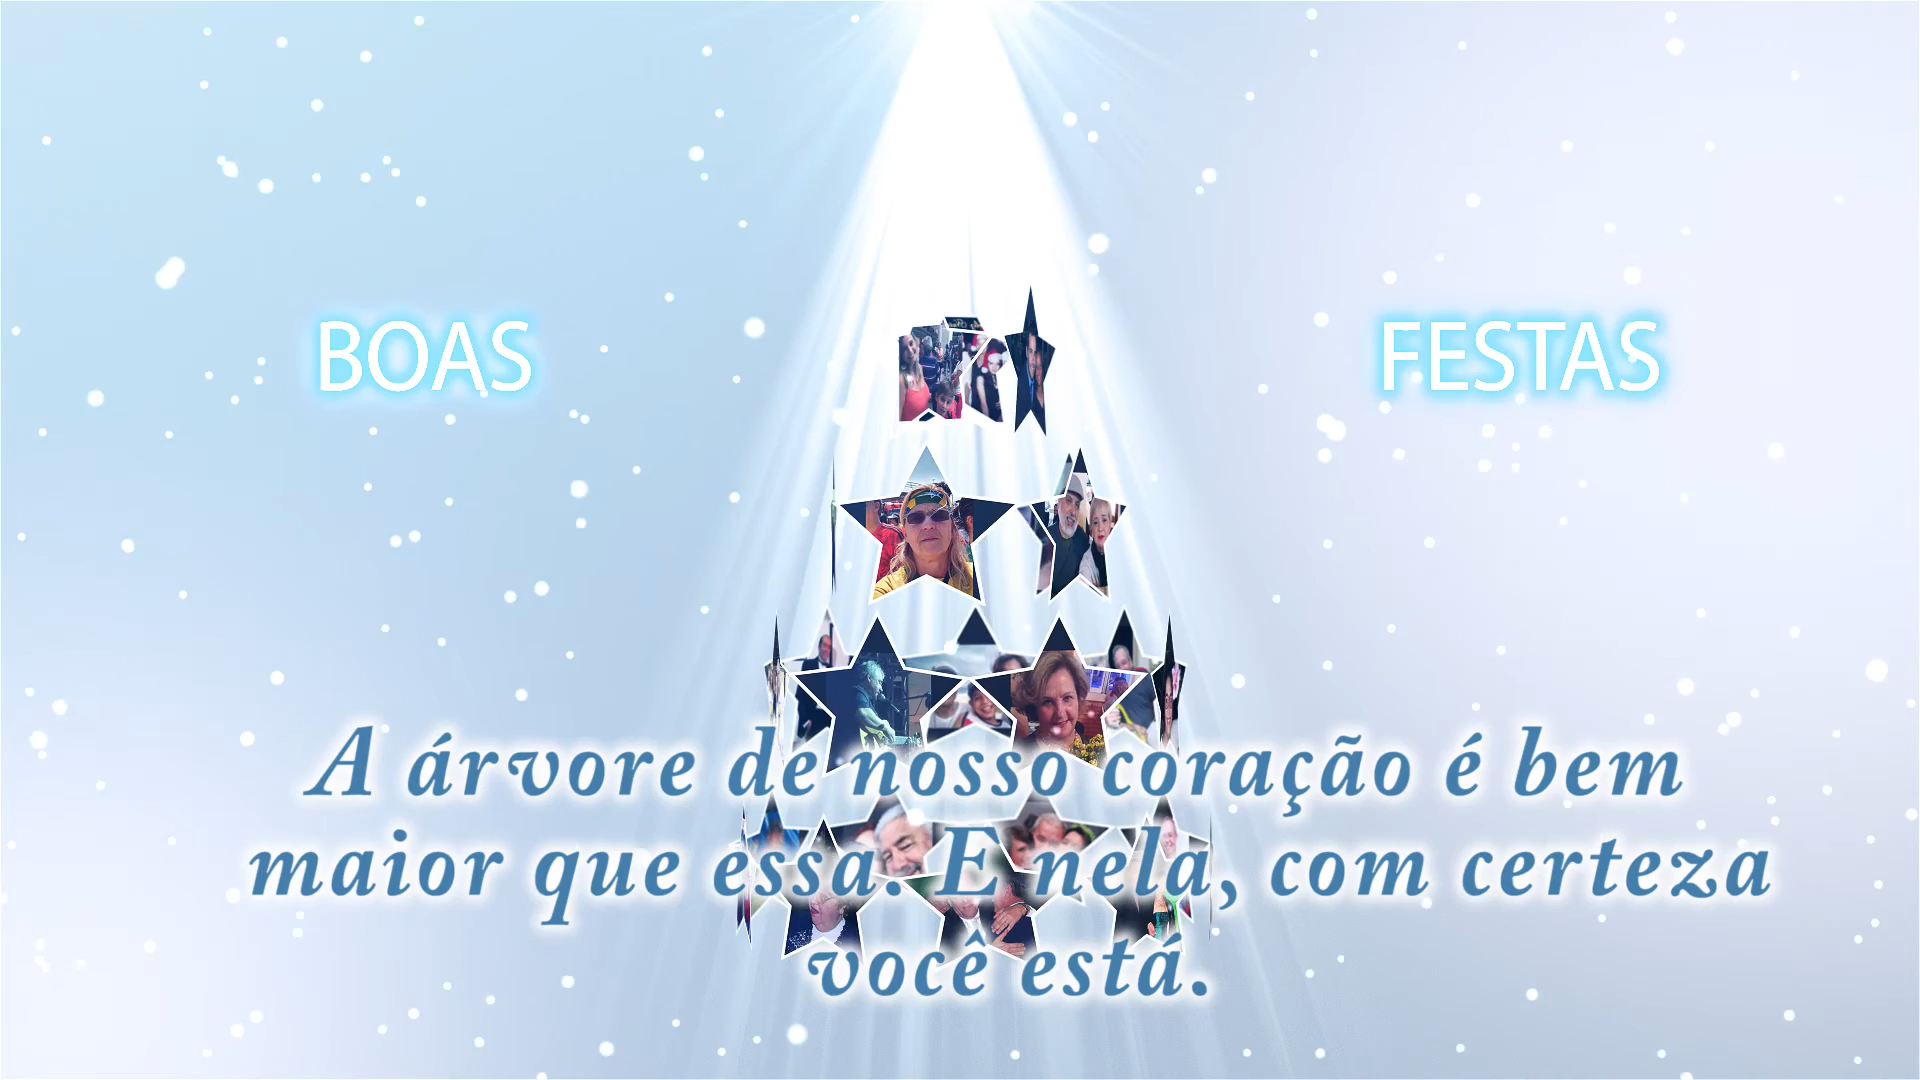 BOAS FESTAS
A árvore de nosso coração é bem
maior que essa. E nela, com certeza
você está.